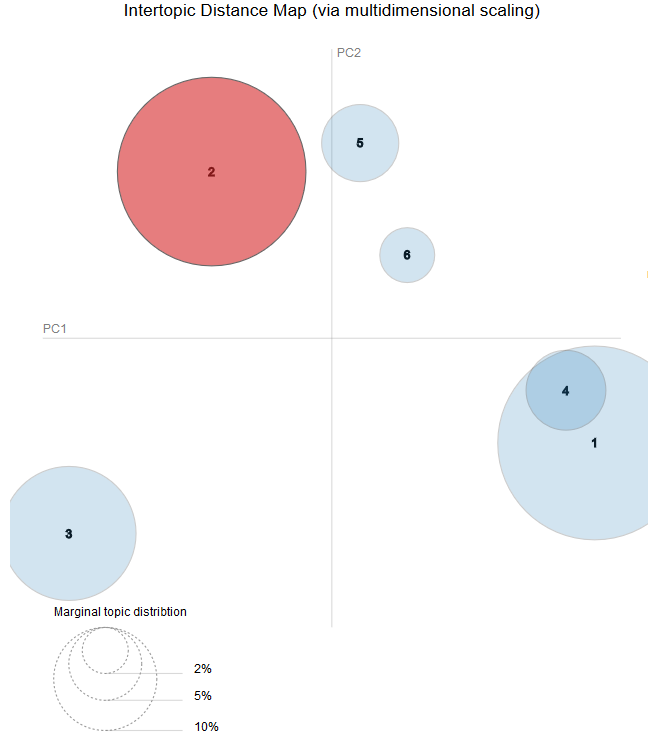 Intertopic Distance Map (via multidimensional scaling)
PC2
5
2
6
PC1
4
1
3
Marginal topic distribtion
2%
5%
10%